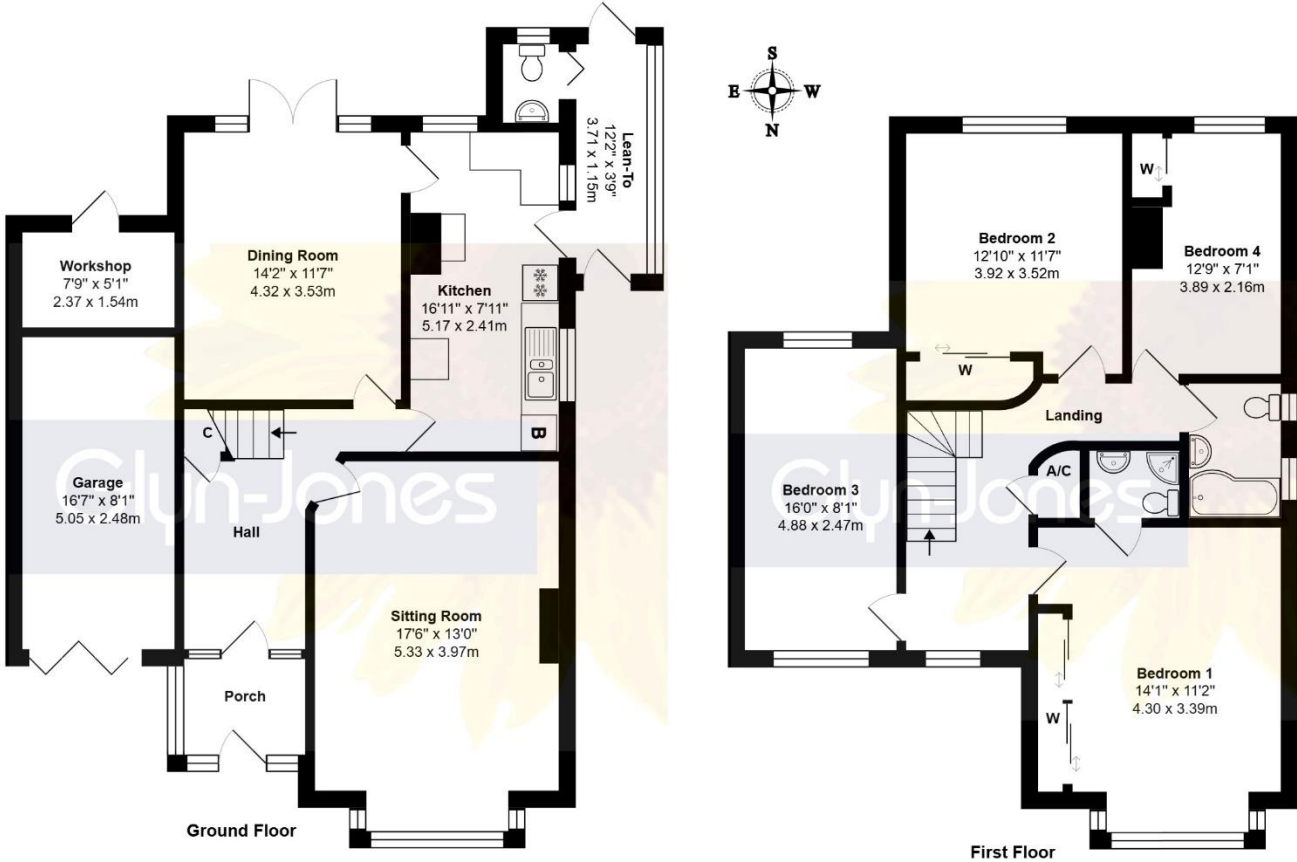 Lean-To
12'2" x 3'9"
3.71 x 1.15m
Workshop
7'9" x 5'1"
2.37 x 1.54m
Dining Room
14'2" x 11'7"
4.32 x 3.53m
Kitchen
16'11" x 7'11"
5.17 x 2.41m
C
B
Garage
16'7" x 8'1"
5.05 x 2.48m
Hall
Sitting Room
17'6" x 13'0"
5.33 x 3.97m
Porch
Ground Floor
Glyn-Jones
S
E W
N
W
Bedroom 2
12'10" x 11'7"
3.92 x 3.52m
Bedroom 4
12'9" x 7'1"
3.89 x 2.16m
W
Landing
A/C
Bedroom 3
16'0" x 8'1"
4.88 x 2.47m
Bedroom 1
14'1" x 11'2"
4.30 x 3.39m
W
First Floor
Glyn-Jones